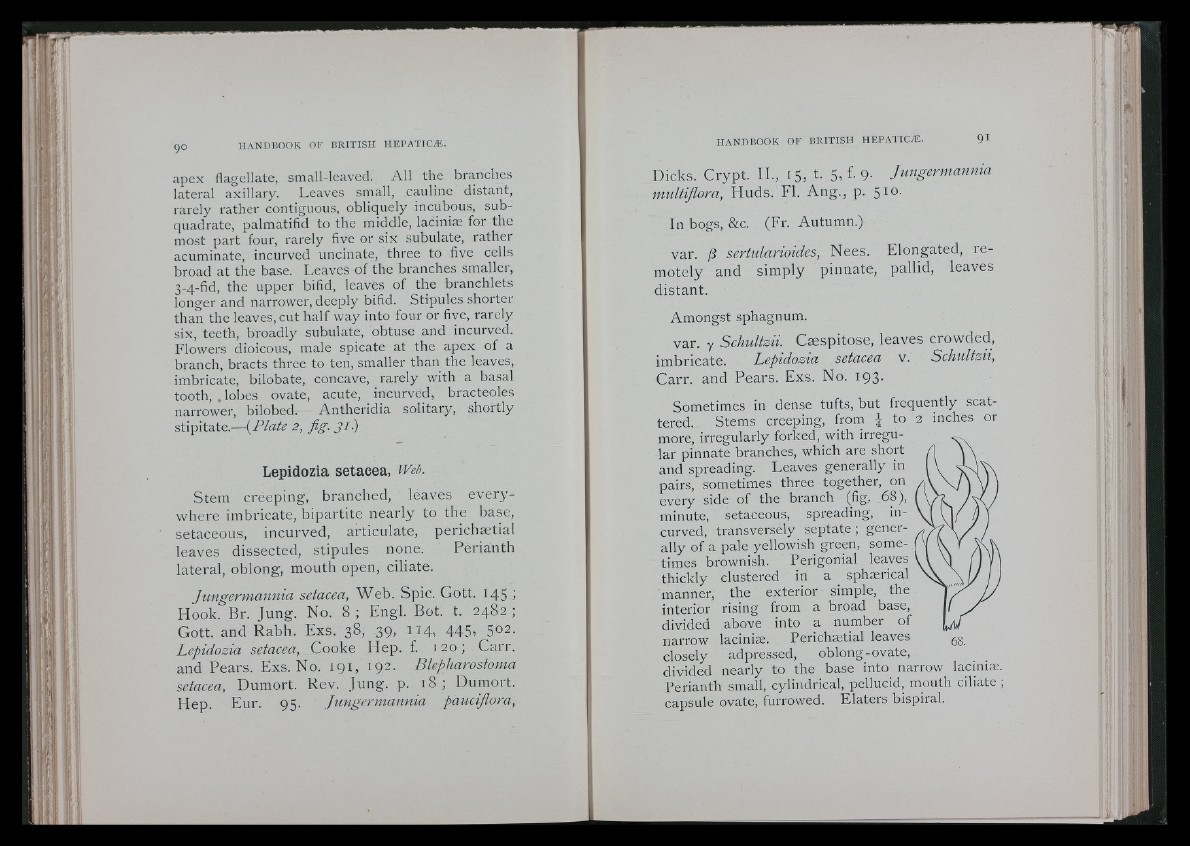 90 HANDBOOK OF BRITISH HEPATICÆ.
apex flagellate, small-leaved. All the branches
lateral axillary. Leaves small, cauline distant,
rarely rather contiguous, obliquely incubous, sub-
quadrate, palmatifid to the middle, laciniæ for the
most part four, rarely five or six subulate, rather
acuminate, incurved uncinate, three to five cells
broad at the base. Leaves of the branches smaller,
3-4-fid, the upper bifid, leaves of the branchlets
longer and narrower, deeply bifid. Stipules shorter
than the leaves, cut half way into four or five, rarely
six, teeth, broadly subulate, obtuse and incurved.
Flowers dioicous, male spicate at the apex of a
branch, bracts three to ten, smaller than the leaves,
imbricate, bilobate, concave, rarely with a basal
tooth, lobes ovate, acute, incurved, bracteoles
narrower, bilobed. Antheridia solitary, shortly
stipitate.—(Plate 2, fig. 31.)
Lepidozia setacea, Web.
Stem creeping, branched, leaves every-
where imbricate, bipartite nearly to the base,
setaceous, incurved, articulate, perichætial
leaves dissected, stipules none. Perianth
lateral, oblong, mouth open, ciliate.
Jungermannia setacea, Web. Spic. Gott. 145 ;
Hook. Br. Jung. No. 8 ; Engl. Bot. t. 2482 ;
Gott. and Rabh. Exs. 38, 39, 114, 445, 502.
Lepidozia setacea, Cooke Hep. f. 120 ; Carr.
and Pears. Exs. No. 191, 192. Blepharostoma
setacea, Dumort. Rev. Jung. p. 18 ; Dumort.
Hep. Eur. 95. Jungermannia pauciflora,
HANDBOOK OF BRITISH HEPATICÆ. 91
Dicks. Crypt. II., 15, t. 5, f. 9. Jungermannia
multiflora, Huds. Fl. Ang., p. 510.
In bogs, &c. (Fr. Autumn.)
var. β sertularioides, Nees. Elongated, re-
motely and simply pinnate, pallid, leaves
distant.
Amongst sphagnum.
var. γ Schultzii. Cæspitose, leaves crowded,
imbricate. Lepidozia setacea v. Schultzii,
Carr. and Pears. Exs. No. 193.
Sometimes in dense tufts, but frequently scat-
tered. Stems creeping, from ¼ to 2 inches or
more, irregularly forked, with irregu-
lar pinnate branches, which are short
and spreading. Leaves generally in
pairs, sometimes three together, on
every side of the branch (fig. 68),
minute, setaceous, spreading, in-
curved, transversely septate ; gener-
ally of a pale yellowish green, some-
times brownish. Perigonial leaves
thickly clustered in a sphærical
manner, the exterior simple, the
interior rising from a broad base,
divided above into a number of
narrow laciniæ. Perichætial leaves
closely adpressed, oblong-ovate,
68.
divided nearly to the base into narrow laciniæ.
Perianth small, cylindrical, pellucid, mouth ciliate ;
capsule ovate, furrowed. Elaters bispiral.